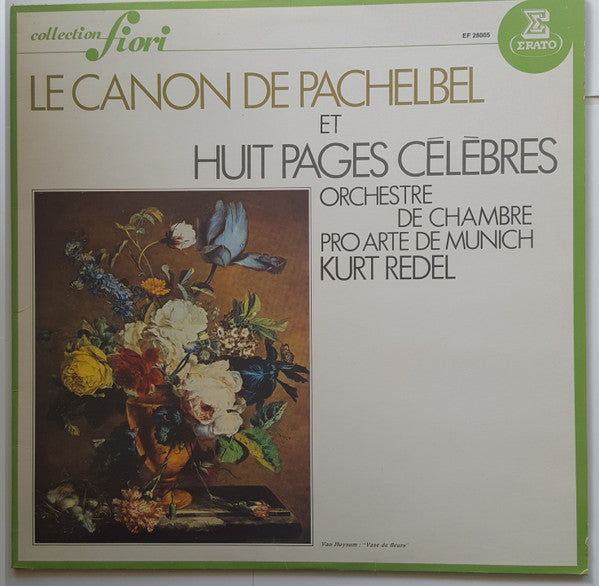 collection fiori
EF 28005
ERATO
LE CANON DE PACHELBEL
ET
HUIT PAGES CÉLÈBRES
ORCHESTRE
DE CHAMBRE
PRO ARTE DE MUNICH
KURT REDEL
Van Huysum : "Vase de fleurs"